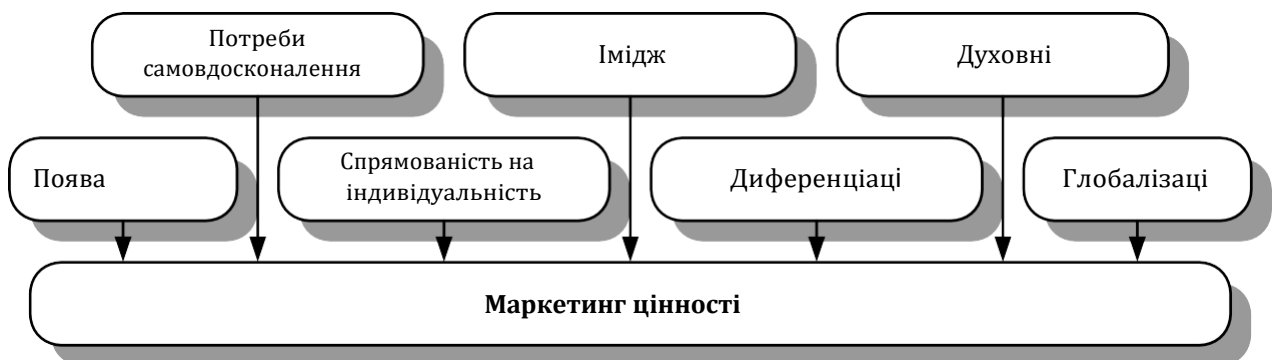 Потреби
самовдосконалення
Імідж
Духовні
Поява
Спрямованість на
індивідуальність
Диференціаці
Глобалізаці
Маркетинг цінності